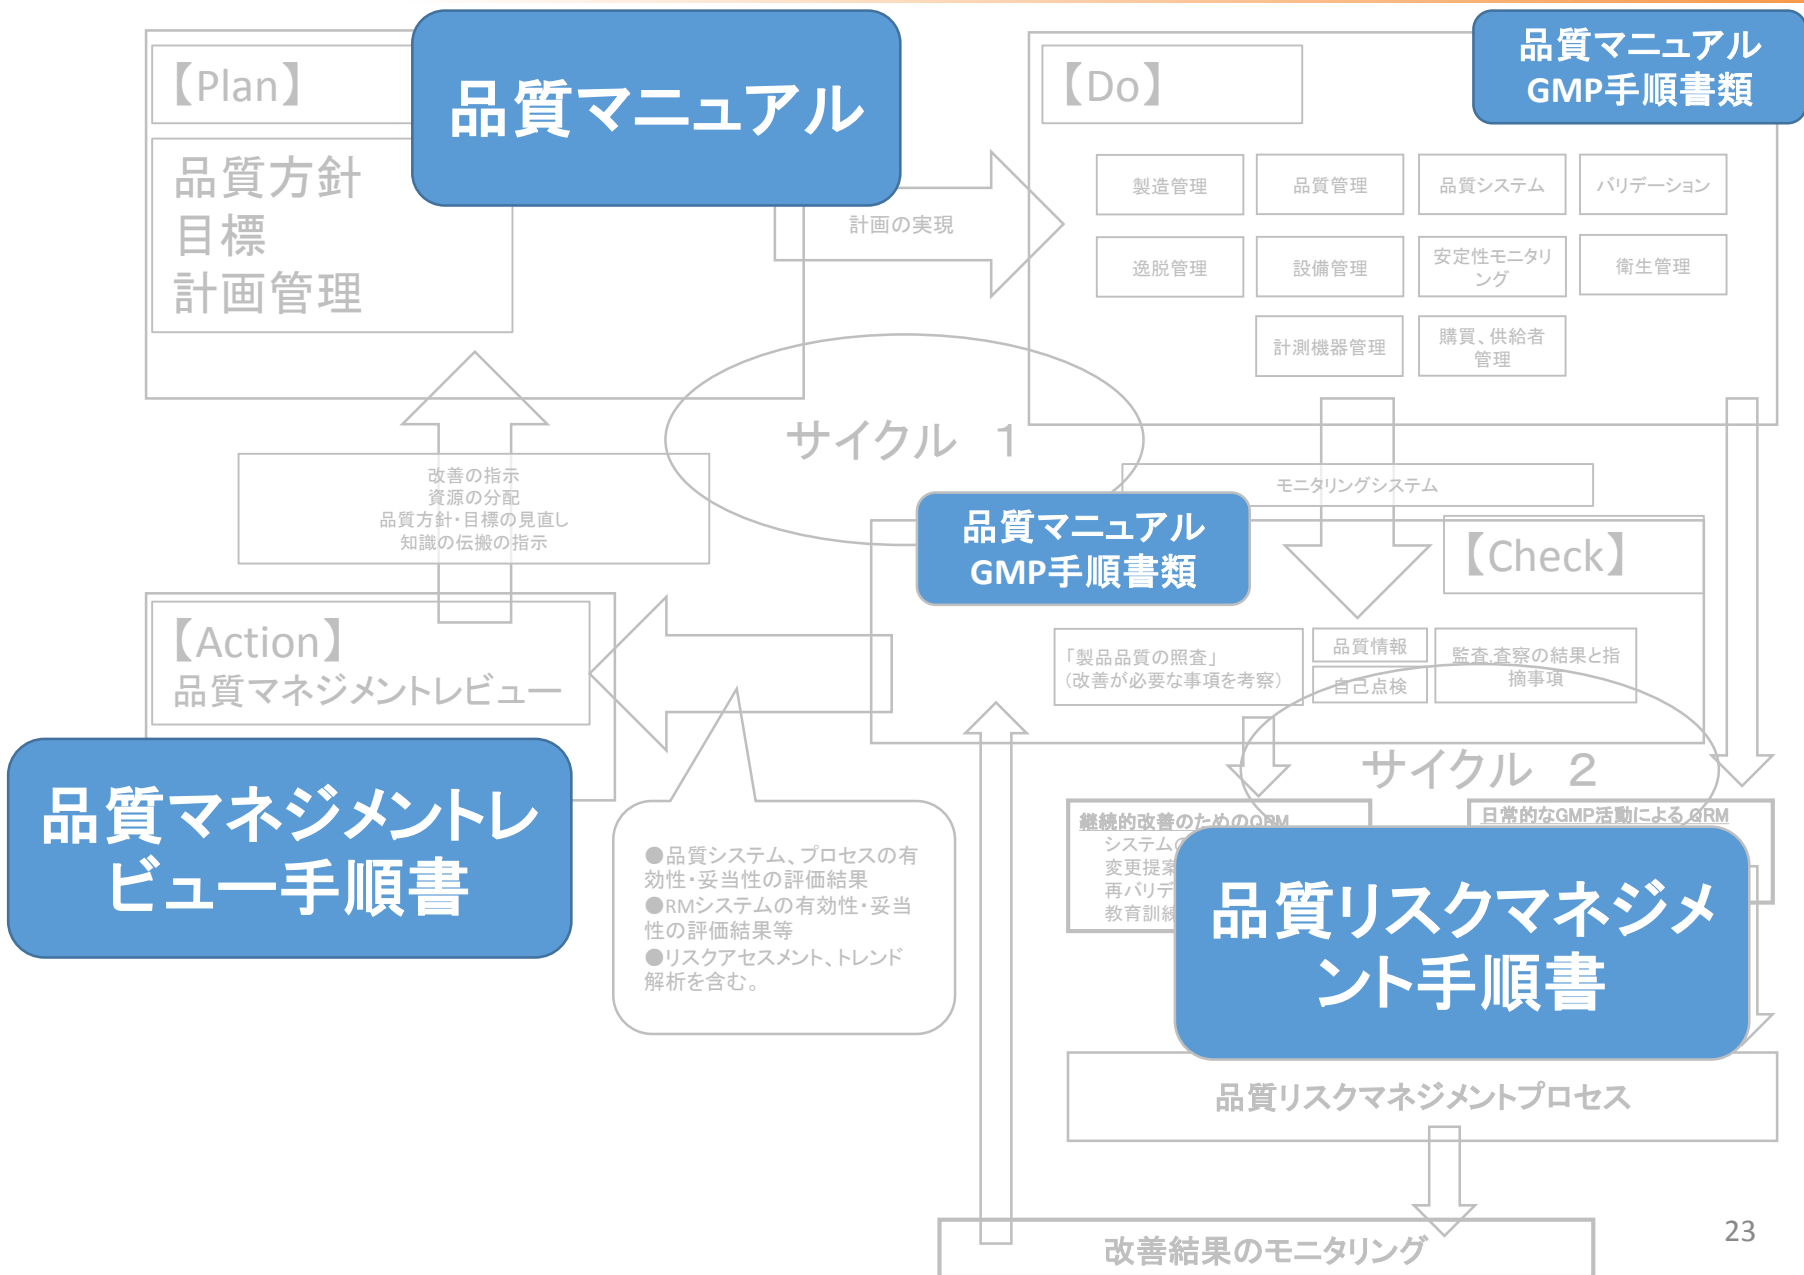 【Plan】
品質マニュアル
品質方針
目標
計画管理
計画の実現
【Do】
品質マニュアル
GMP手順書類
製造管理
品質管理
品質システム
バリデーション
逸脱管理
設備管理
安定性モニタリ
ング
衛生管理
計測機器管理
購買、供給者
管理
サイクル 1
改善の指示
資源の分配
品質方針・目標の見直し
知識の伝搬の指示
モニタリングシステム
品質マニュアル
GMP手順書類
【Check】
「製品品質の照査」
(改善が必要な事項を考察)
品質情報
自己点検
監査,査察の結果と指
摘事項
【Action】
品質マネジメントレビュー
品質マネジメントレ
ビュー手順書
●品質システム、プロセスの有
効性・妥当性の評価結果
●RMシステムの有効性・妥当
性の評価結果等
●リスクアセスメント、トレンド
解析を含む。
サイクル 2
継続的改善のためのQRM
システムの
変更提案
再バリデ
教育訓練
日常的なGMP活動による QRM
品質リスクマネジメ
ント手順書
品質リスクマネジメントプロセス
改善結果のモニタリング
23